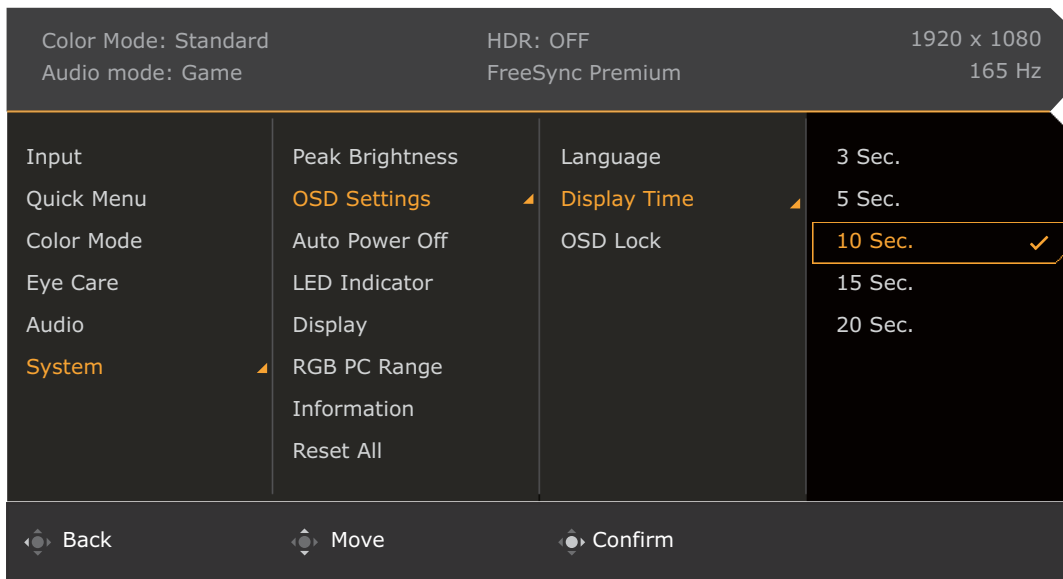 Color Mode: Standard
HDR: OFF
1920 x 1080
Audio mode: Game
FreeSync Premium
165 Hz
Input
Quick Menu
Color Mode
Eye Care
Audio
System
Peak Brightness
OSD Settings
Auto Power Off
LED Indicator
Display
RGB PC Range
Information
Reset All
Language
Display Time
OSD Lock
3 Sec.
5 Sec.
10 Sec.
15 Sec.
20 Sec.
Back
Move
Confirm